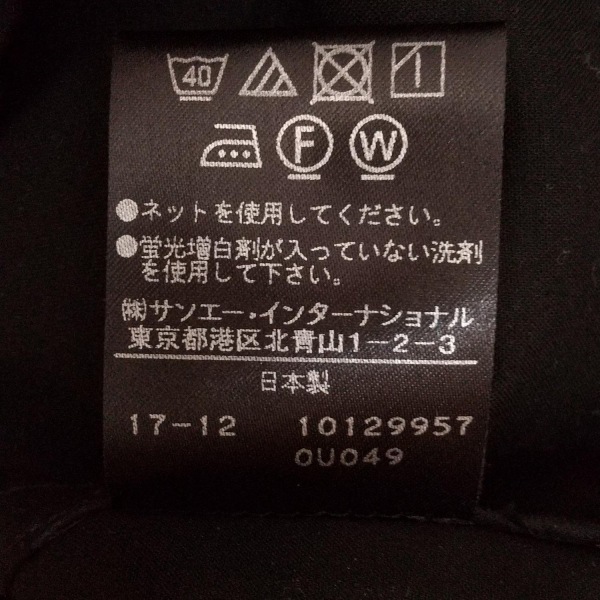 40
F W
●ネットを使用してください。
●蛍光増白剤が入っていない洗剤
を使用して下さい。
㈱サンエー・インターナショナル
東京都港区北青山1-2-3
日本製
17-12 10129957
0U049